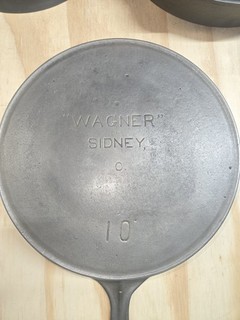 "WAGNER"
SIDNEY,
O
10